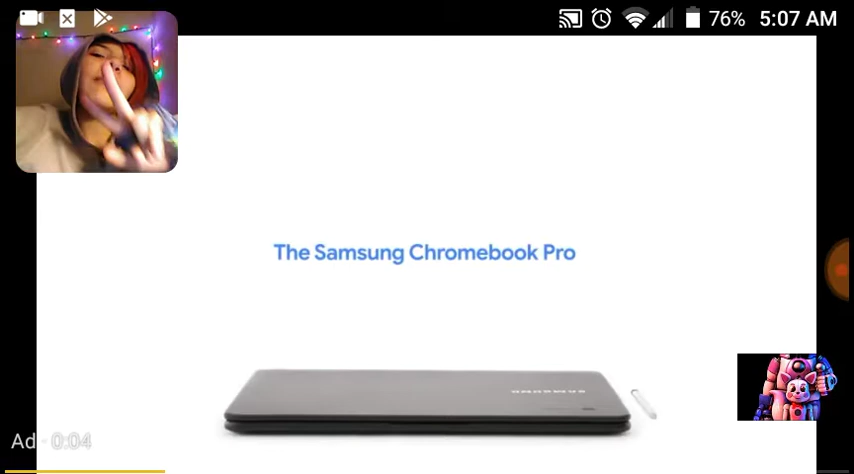 76% 5:07 AM
The Samsung Chromebook Pro
SAMSUNG
Ad · 0:04